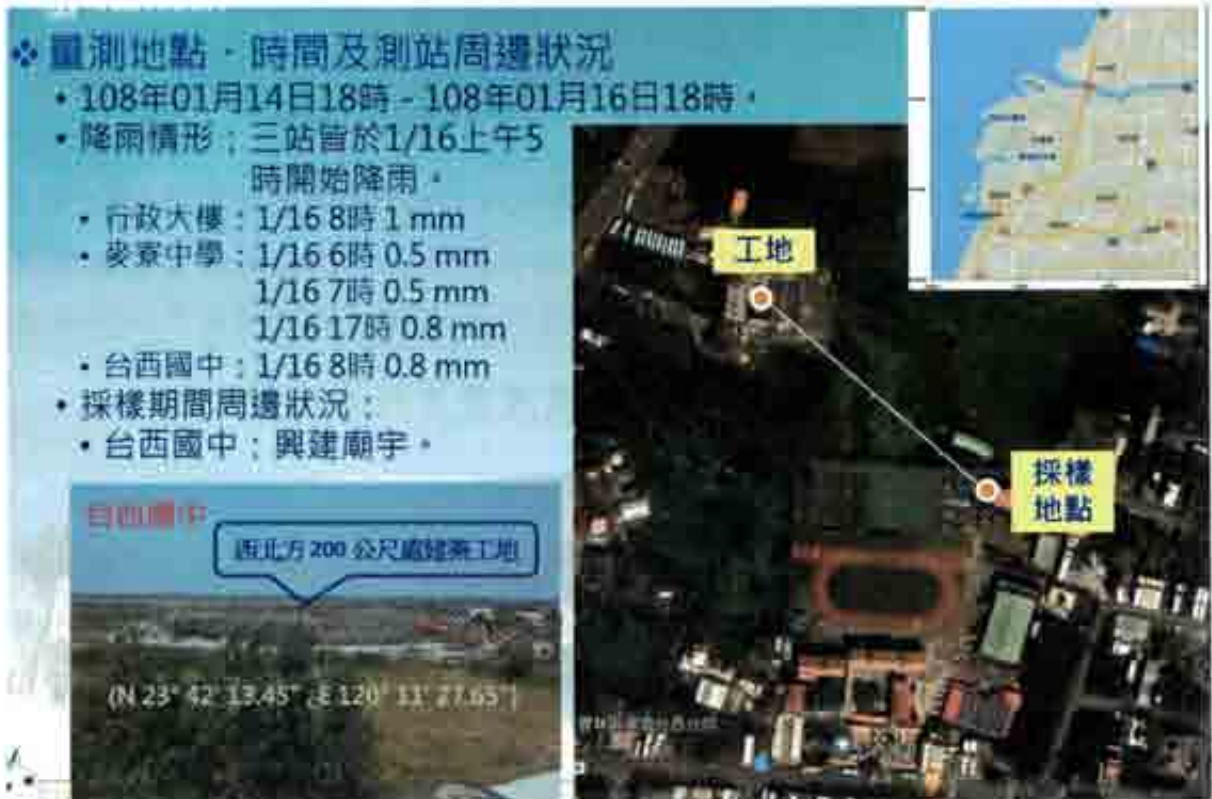 ❖ 量測地點、時間及測站周邊狀況
• 108年01月14日18時 - 108年01月16日18時。
• 降雨情形：三站皆於1/16上午5
時開始降雨。
• 行政大樓：1/16 8時 1 mm
• 麥寮中學：1/16 6時 0.5 mm
1/16 7時 0.5 mm
1/16 17時 0.8 mm
• 台西國中：1/16 8時 0.8 mm
• 採樣期間周邊狀況：
• 台西國中：興建廟宇。
台西國中
西北方 200 公尺處建築工地
(N 23° 42' 13.45" ,E 120° 11' 27.65")
工地
採樣
地點